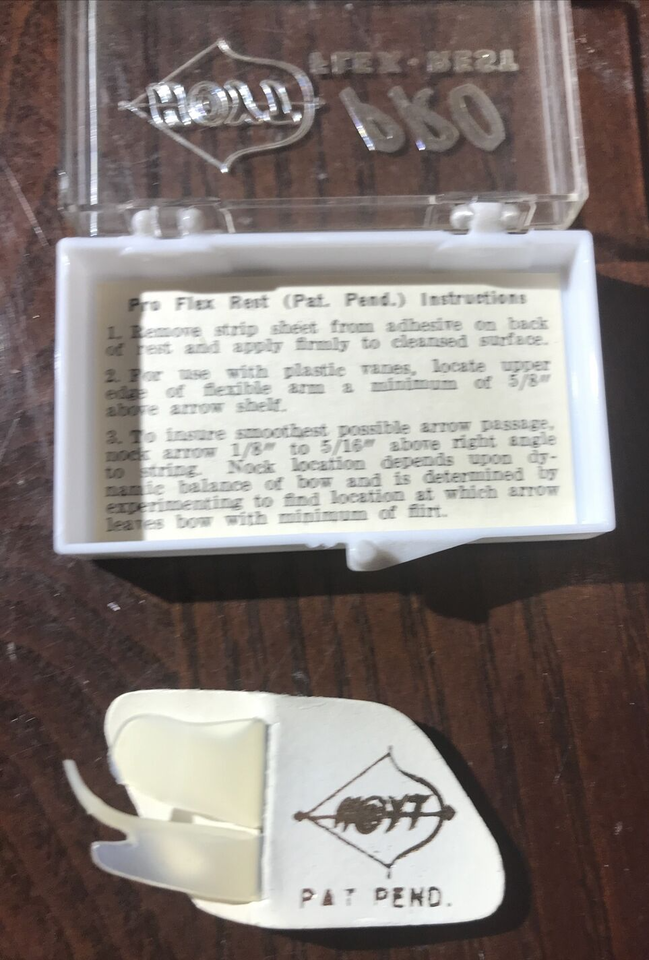 HOYT
FLEX-REST
PRO
Pro Flex Rest (Pat. Pend.) Instructions
1. Remove strip sheet from adhesive on back
of rest and apply firmly to cleansed surface.
2. For use with plastic vanes, locate upper
edge of flexible arm a minimum of 5/8"
above arrow shelf.
3. To insure smoothest possible arrow passage,
nock arrow 1/8" to 5/16" above right angle
to string. Nock location depends upon dy-
namic balance of bow and is determined by
experimenting to find location at which arrow
leaves bow with minimum of flirt.
HOYT
PAT PEND.